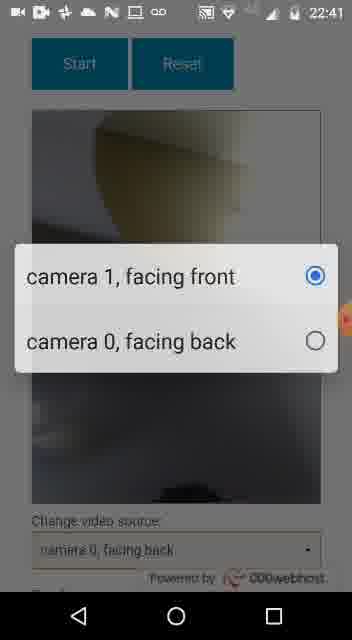 22:41
Start
Reset
camera 1, facing front
camera 0, facing back
Change video source:
camera 0, facing back
Powered by 000webhost